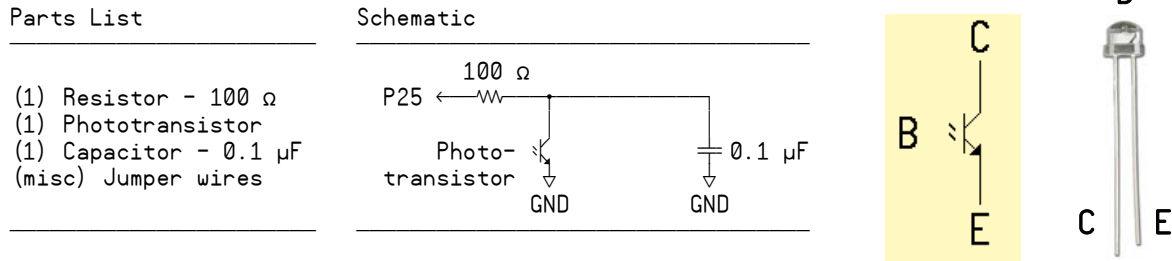 Parts List
(1) Resistor – 100 Ω
(1) Phototransistor
(1) Capacitor – 0.1 µF
(misc) Jumper wires
Schematic
100 Ω
P25
Photo-
transistor
0.1 µF
GND
GND
C
B
E
C
E